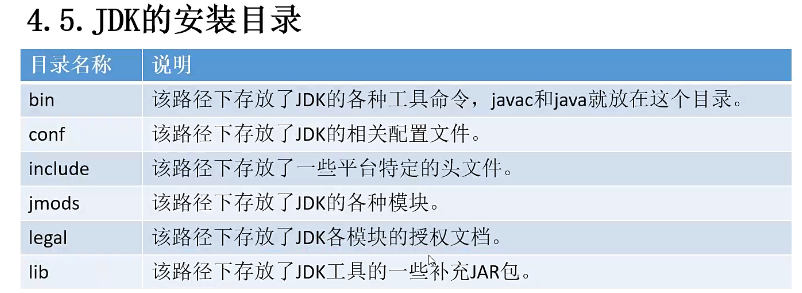 4.5.JDK的安装目录
目录名称 说明
bin 该路径下存放了JDK的各种工具命令，javac和java就放在这个目录。
conf 该路径下存放了JDK的相关配置文件。
include 该路径下存放了一些平台特定的头文件。
jmods 该路径下存放了JDK的各种模块。
legal 该路径下存放了JDK各模块的授权文档。
lib 该路径下存放了JDK工具的一些补充JAR包。